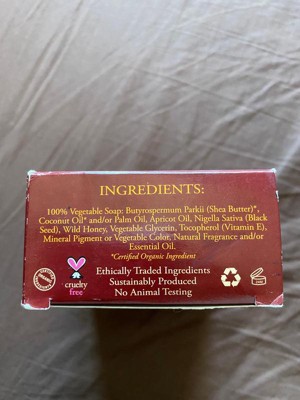 INGREDIENTS:
100% Vegetable Soap: Butyrospermum Parkii (Shea Butter)*,
Coconut Oil* and/or Palm Oil, Apricot Oil, Nigella Sativa (Black
Seed), Wild Honey, Vegetable Glycerin, Tocopherol (Vitamin E),
Mineral Pigment or Vegetable Color, Natural Fragrance and/or
Essential Oil.
*Certified Organic Ingredient
Ethically Traded Ingredients
Sustainably Produced
No Animal Testing
cruelty
free